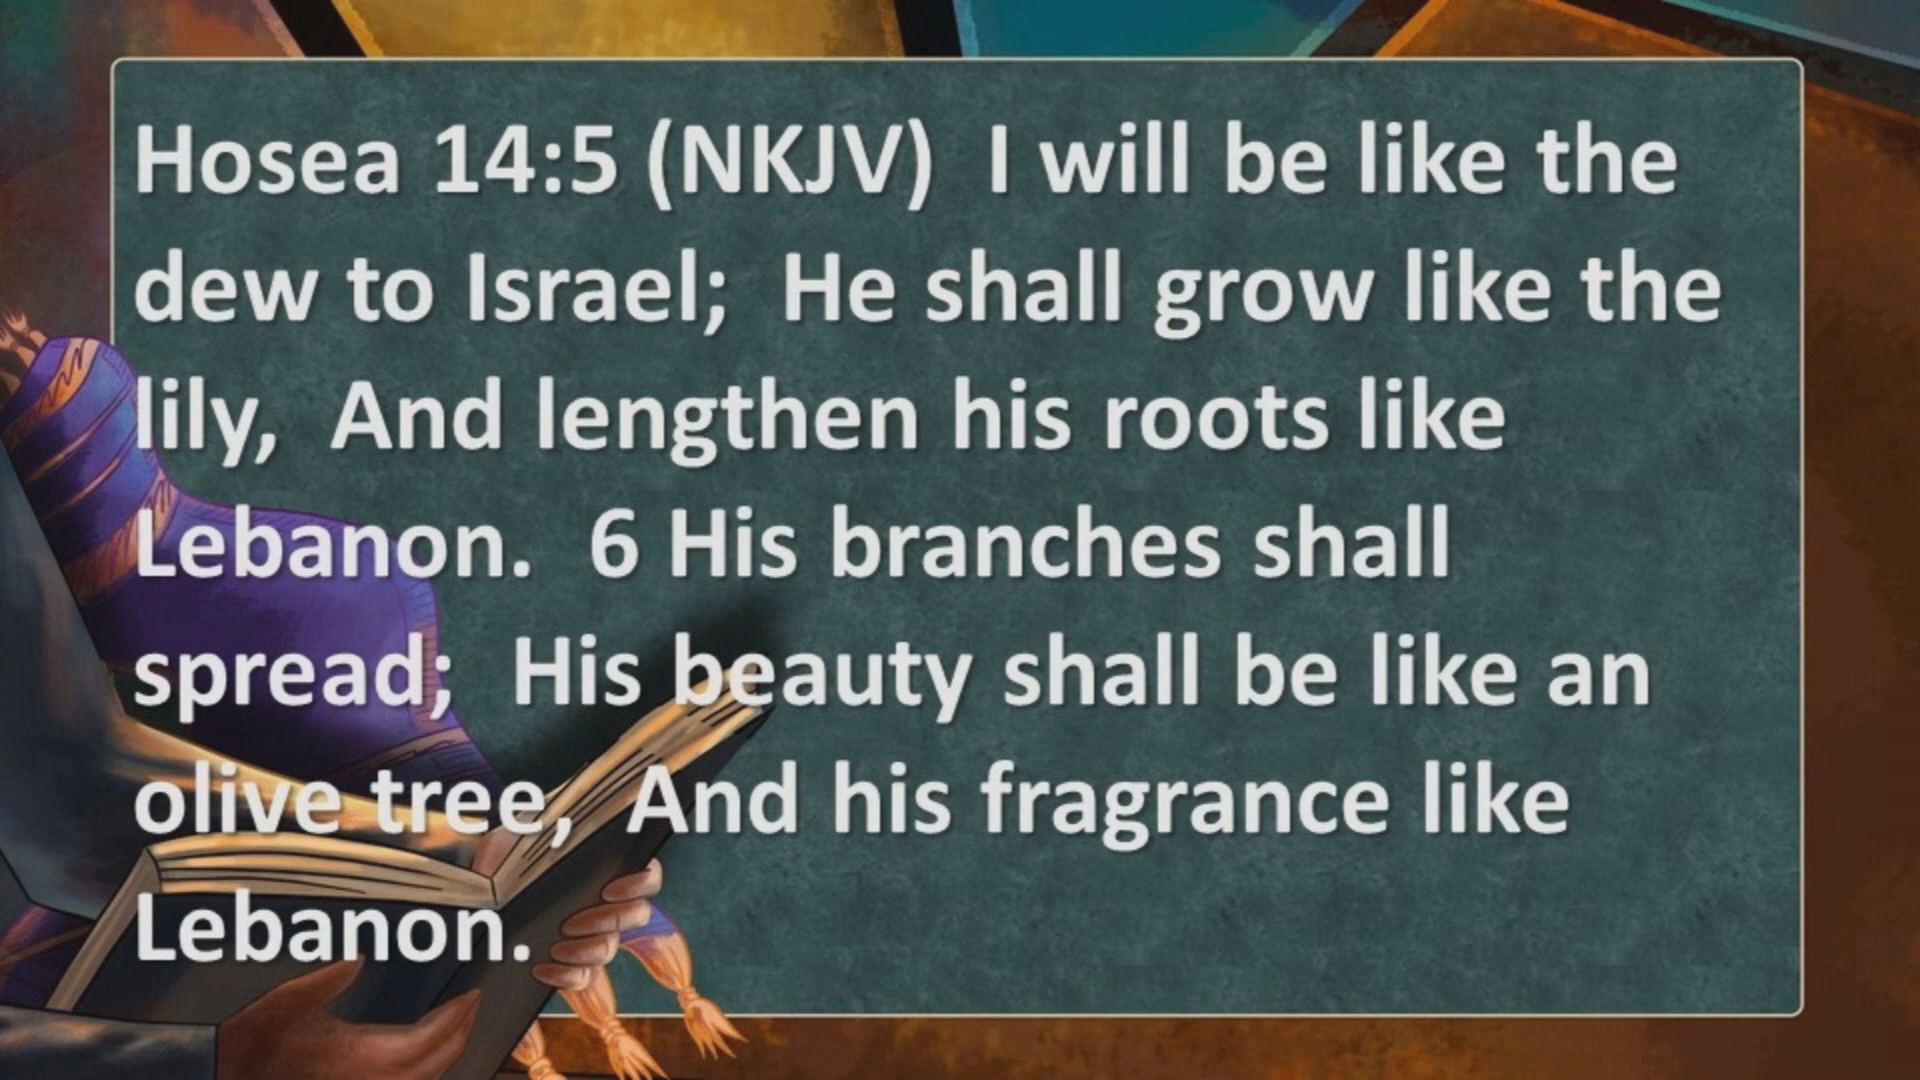 Hosea 14:5 (NKJV)  I will be like the
dew to Israel;  He shall grow like the
lily,  And lengthen his roots like
Lebanon.  6 His branches shall
spread;  His beauty shall be like an
olive tree,  And his fragrance like
Lebanon.